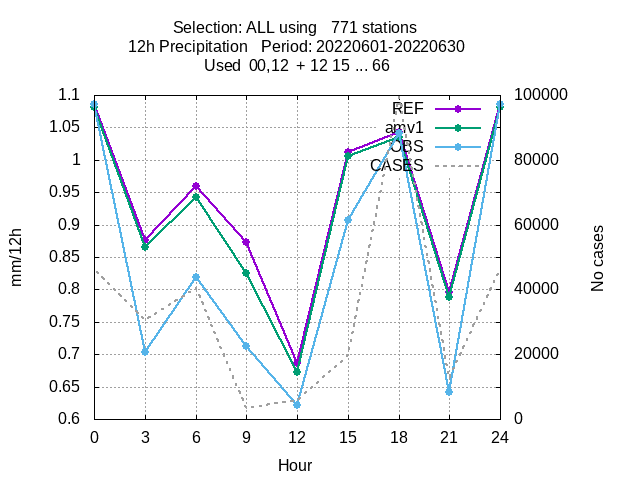 Selection: ALL using   771 stations
12h Precipitation   Period: 20220601-20220630
Used  00,12  + 12 15 ... 66
REF
amv1
OBS
CASES
1.1
1.05
1
0.95
0.9
0.85
0.8
0.75
0.7
0.65
0.6
100000
80000
60000
40000
20000
0
mm/12h
No cases
0 3 6 9 12 15 18 21 24
Hour